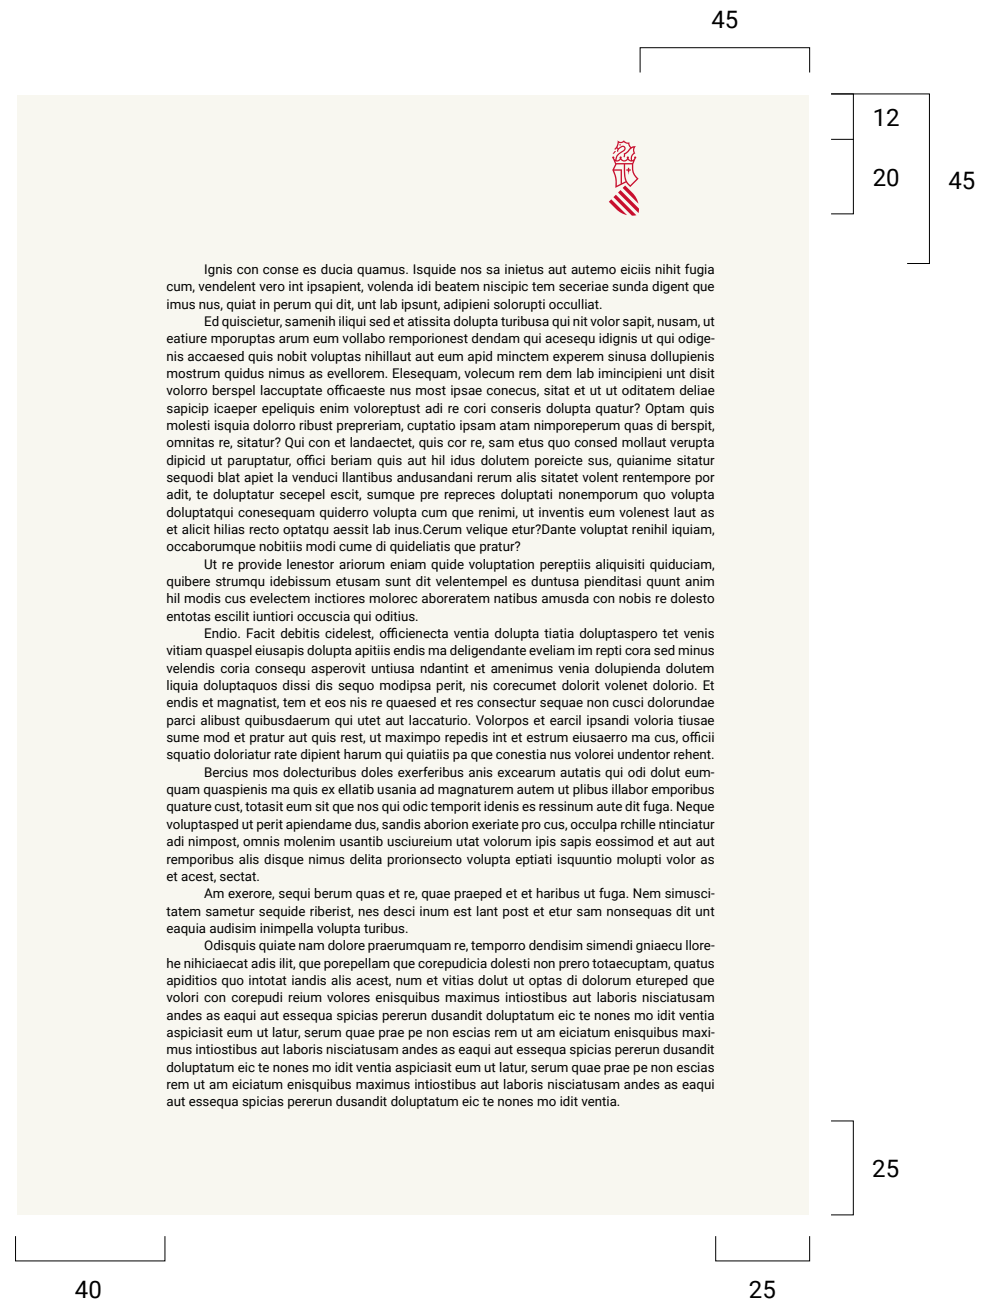 45
12
20
45
Ignis con conse es ducia quamus. Isquide nos sa inietus aut autemo eiciis nihit fugia
cum, vendelent vero int ipsapient, volenda idi beatem niscipic tem seceriae sunda digent que
imus nus, quiat in perum qui dit, unt lab ipsunt, adipieni solorupti occulliat.
Ed quiscietur, samenih iliqui sed et atissita dolupta turibusa qui nit volor sapit, nusam, ut
eatiure mporuptas arum eum vollabo remporionest dendam qui acesequ idignis ut qui odige-
nis accaesed quis nobit voluptas nihillaut aut eum apid minctem experem sinusa dollupienis
mostrum quidus nimus as evellorem. Elesequam, volecum rem dem lab imincipieni unt disit
volorro berspel laccuptate officaeste nus most ipsae conecus, sitat et ut ut oditatem deliae
sapicip icaeper epeliquis enim voloreptust adi re cori conseris dolupta quatur? Optam quis
molesti isquia dolorro ribust prepreriam, cuptatio ipsam atam nimporeperum quas di berspit,
omnitas re, sitatur? Qui con et landaectet, quis cor re, sam etus quo consed mollaut verupta
dipicid ut paruptatur, offici beriam quis aut hil idus dolutem poreicte sus, quianime sitatur
sequodi blat apiet la venduci llantibus andusandani rerum alis sitatet volent rentempore por
adit, te doluptatur secepel escit, sumque pre repreces doluptati nonemporum quo volupta
doluptatqui conesequam quiderro volupta cum que renimi, ut inventis eum volenest laut as
et alicit hilias recto optatqu aessit lab inus.Cerum velique etur?Dante voluptat renihil iquiam,
occaborumque nobitiis modi cume di quideliatis que pratur?
Ut re provide lenestor ariorum eniam quide voluptation pereptiis aliquisiti quiduciam,
quibere strumqu idebissum etusam sunt dit velentempel es duntusa pienditasi quunt anim
hil modis cus evelectem inctiores molorec aboreratem natibus amusda con nobis re dolesto
entotas escilit iuntiori occuscia qui oditius.
Endio. Facit debitis cidelest, officienecta ventia dolupta tiatia doluptaspero tet venis
vitiam quaspel eiusapis dolupta apitiis endis ma deligendante eveliam im repti cora sed minus
velendis coria consequ asperovit untiusa ndantint et amenimus venia dolupienda dolutem
liquia doluptaquos dissi dis sequo modipsa perit, nis corecumet dolorit volenet dolorio. Et
endis et magnatist, tem et eos nis re quaesed et res consectur sequae non cusci dolorundae
parci alibust quibusdaerum qui utet aut laccaturio. Volorpos et earcil ipsandi voloria tiusae
sume mod et pratur aut quis rest, ut maximpo repedis int et estrum eiusaerro ma cus, officii
squatio doloriatur rate dipient harum qui quiatiis pa que conestia nus volorei undentor rehent.
Bercius mos dolecturibus doles exerferibus anis excearum autatis qui odi dolut eum-
quam quaspienis ma quis ex ellatib usania ad magnaturem autem ut plibus illabor emporibus
quature cust, totasit eum sit que nos qui odic temporit idenis es ressinum aute dit fuga. Neque
voluptasped ut perit apiendame dus, sandis aborion exeriate pro cus, occulpa rchille ntinciatur
adi nimpost, omnis molenim usantib usciureium utat volorum ipis sapis eossimod et aut aut
remporibus alis disque nimus delita prorionsecto volupta eptiati isquuntio molupti volor as
et acest, sectat.
Am exerore, sequi berum quas et re, quae praeped et et haribus ut fuga. Nem simusci-
tatem sametur sequide riberist, nes desci inum est lant post et etur sam nonsequas dit unt
eaquia audisim inimpella volupta turibus.
Odisquis quiate nam dolore praerumquam re, temporro dendisim simendi gniaecu llore-
he nihiciaecat adis ilit, que porepellam que corepudicia dolesti non prero totaecuptam, quatus
apiditios quo intotat iandis alis acest, num et vitias dolut ut optas di dolorum etureped que
volori con corepudi reium volores enisquibus maximus intiostibus aut laboris nisciatusam
andes as eaqui aut essequa spicias pererun dusandit doluptatum eic te nones mo idit ventia
aspiciasit eum ut latur, serum quae prae pe non escias rem ut am eiciatum enisquibus maxi-
mus intiostibus aut laboris nisciatusam andes as eaqui aut essequa spicias pererun dusandit
doluptatum eic te nones mo idit ventia aspiciasit eum ut latur, serum quae prae pe non escias
rem ut am eiciatum enisquibus maximus intiostibus aut laboris nisciatusam andes as eaqui
aut essequa spicias pererun dusandit doluptatum eic te nones mo idit ventia.
25
40
25